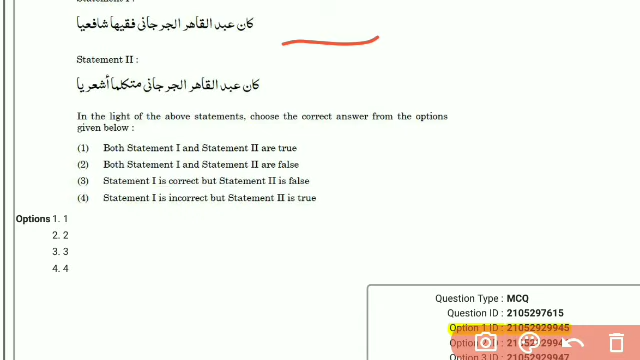 Statement I :
كان عبد القاهر الجرجانى فقيها شافعيا
Statement II :
كان عبد القاهر الجرجانى متكلما أشعريا
In the light of the above statements, choose the correct answer from the options
given below :
(1) Both Statement I and Statement II are true
(2) Both Statement I and Statement II are false
(3) Statement I is correct but Statement II is false
(4) Statement I is incorrect but Statement II is true
Options 1. 1
2. 2
3. 3
4. 4
Question Type : MCQ
Question ID : 2105297615
Option 1 ID : 21052929945
Option 3 ID : 21052929947